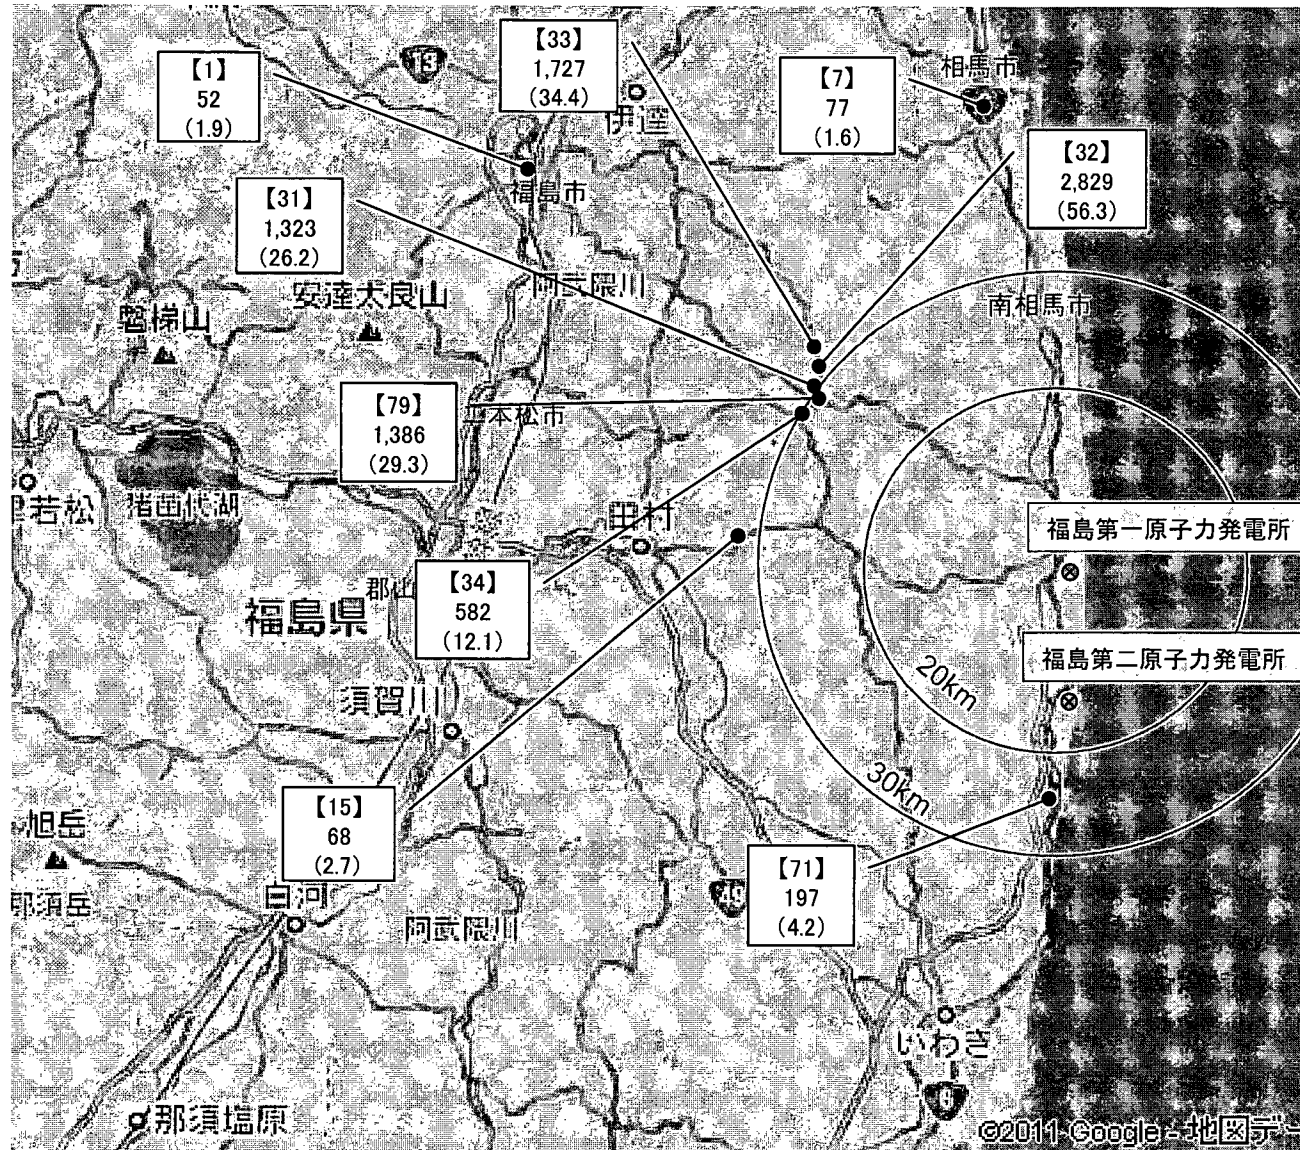 【33】
1,727
(34.4)
【1】
52
(1.9)
13
【7】
77
(1.6)
相馬市
伊達
【32】
2,829
(56.3)
福島市
【31】
1,323
(26.2)
阿武隈川
安達太良山
磐梯山
南相馬市
【79】
1,386
(29.3)
二本松市
若松
猪苗代湖
田村
福島第一原子力発電所
【34】
582
(12.1)
郡山
福島県
福島第二原子力発電所
20km
須賀川
30km
【15】
68
(2.7)
旭岳
那須岳
【71】
197
(4.2)
49
白河
阿武隈川
いわき
6
那須塩原
©2011 Google - 地図デー